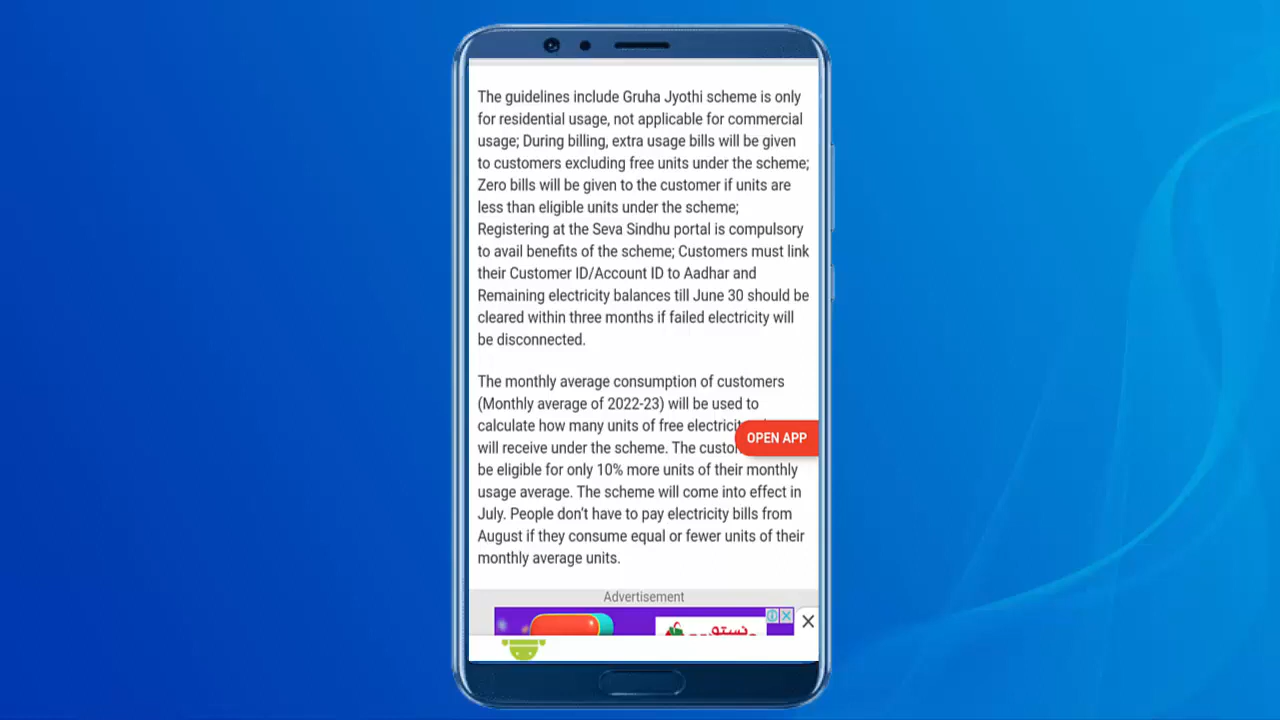 The guidelines include Gruha Jyothi scheme is only
for residential usage, not applicable for commercial
usage; During billing, extra usage bills will be given
to customers excluding free units under the scheme;
Zero bills will be given to the customer if units are
less than eligible units under the scheme;
Registering at the Seva Sindhu portal is compulsory
to avail benefits of the scheme; Customers must link
their Customer ID/Account ID to Aadhar and
Remaining electricity balances till June 30 should be
cleared within three months if failed electricity will
be disconnected.
The monthly average consumption of customers
(Monthly average of 2022-23) will be used to
calculate how many units of free
will receive under the scheme. The
OPEN APP
be eligible for only 10% more units of their monthly
usage average. The scheme will come into effect in
July. People don't have to pay electricity bills from
August if they consume equal or fewer units of their
monthly average units.
Advertisement